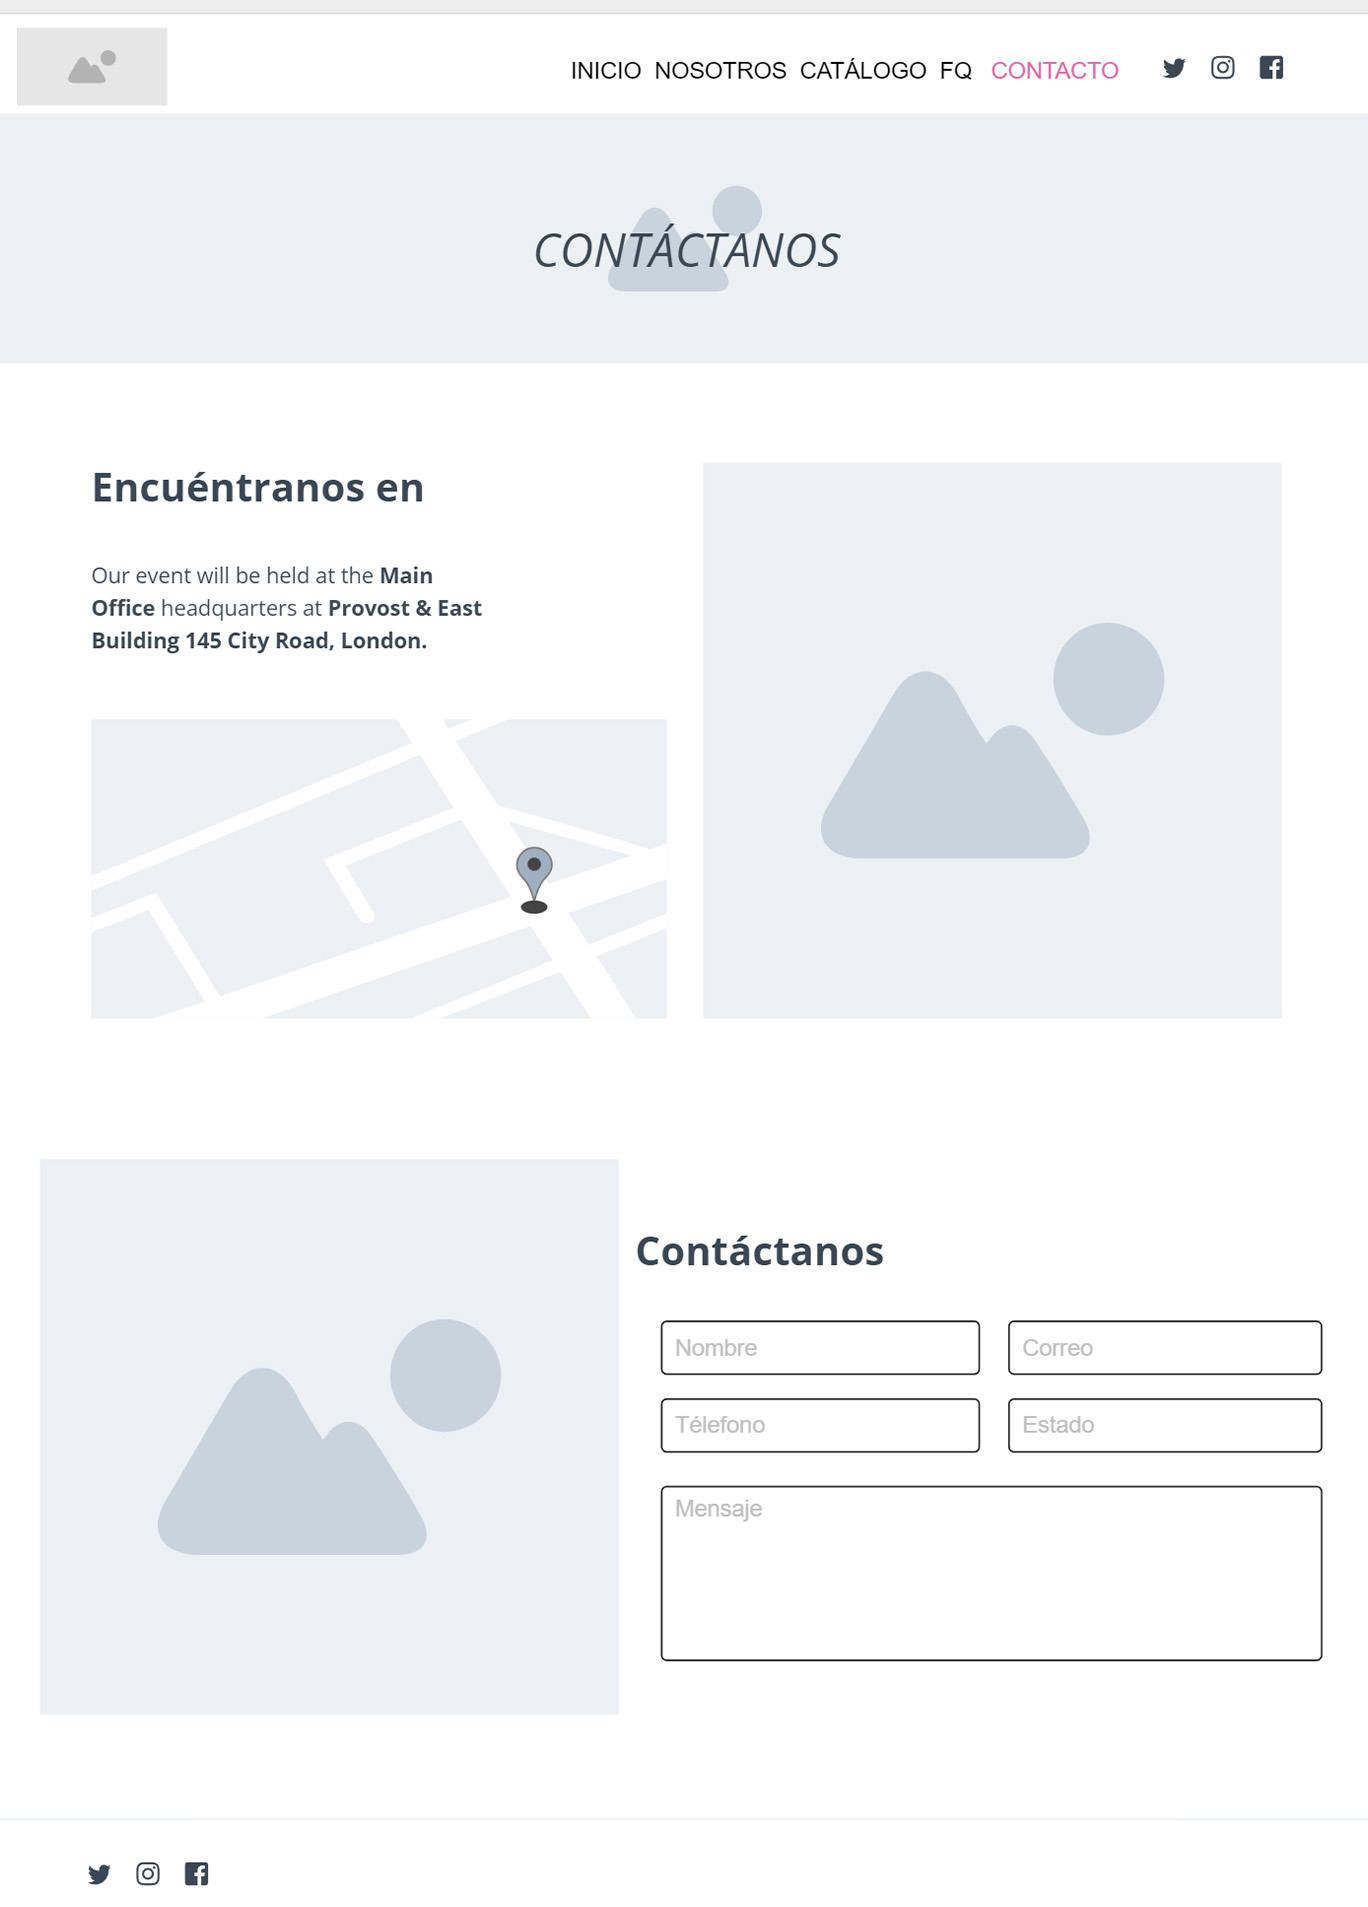 INICIO NOSOTROS CATÁLOGO FQ CONTACTO
CONTÁCTANOS
Encuéntranos en
Our event will be held at the Main
Office headquarters at Provost & East
Building 145 City Road, London.
Contáctanos
Nombre Correo
Télefono Estado
Mensaje